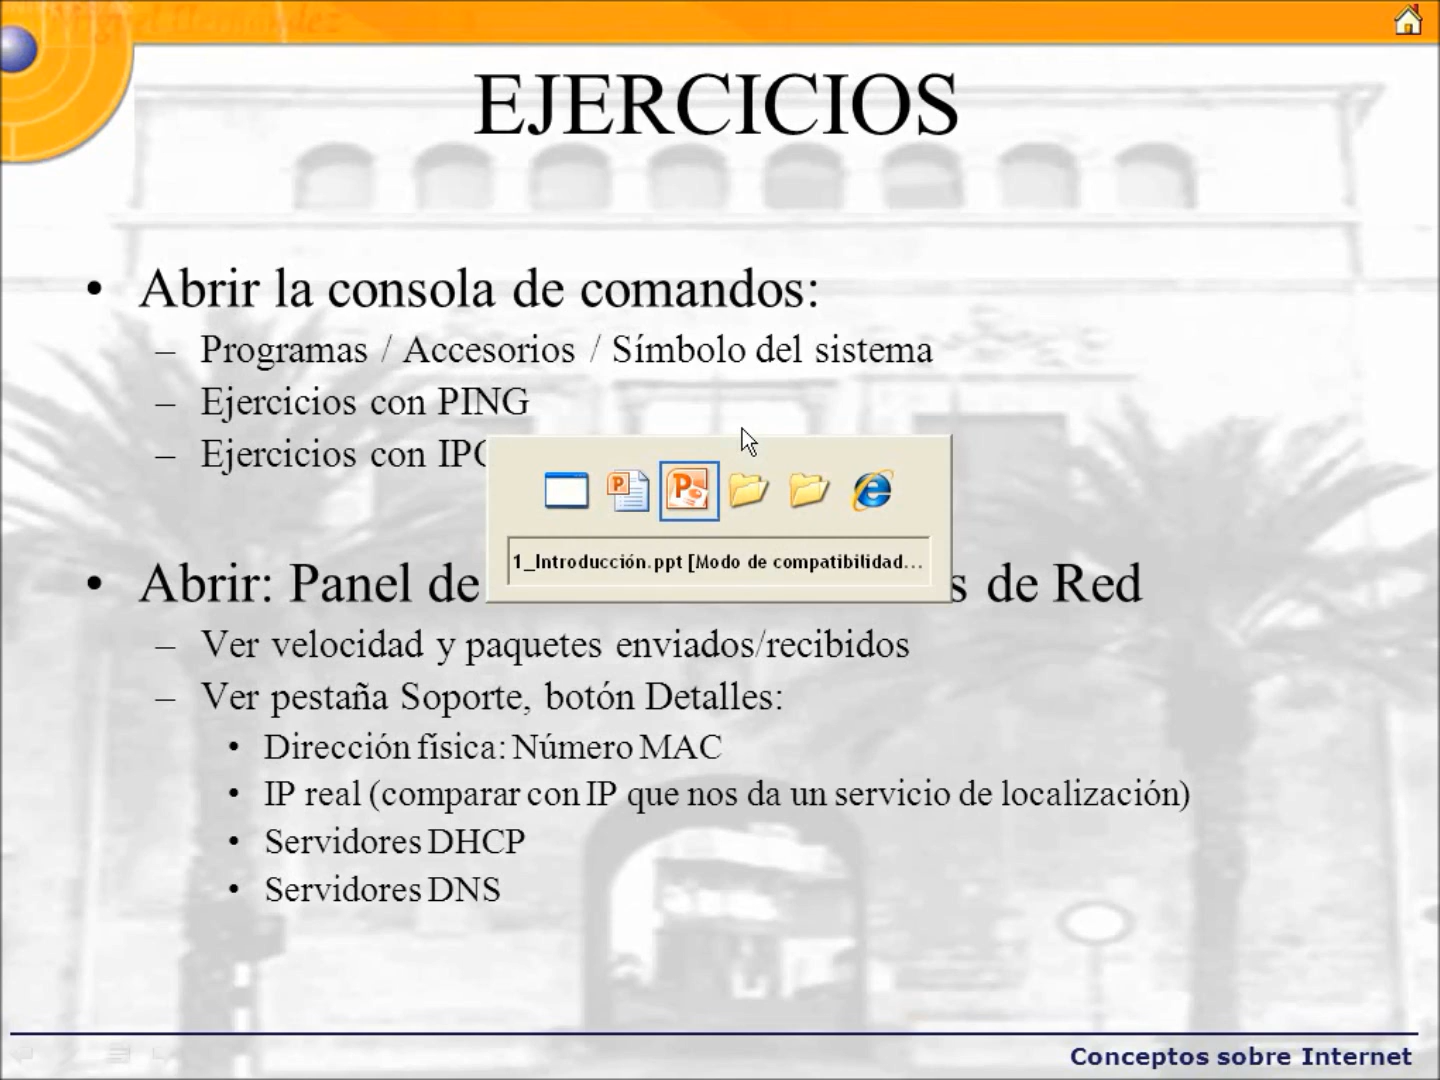 EJERCICIOS
• Abrir la consola de comandos:
– Programas / Accesorios / Símbolo del sistema
– Ejercicios con PING
– Ejercicios con
1_Introducción.ppt [Modo de compatibilidad...
• Abrir: Panel de de Red
– Ver velocidad y paquetes enviados/recibidos
– Ver pestaña Soporte, botón Detalles:
• Dirección física: Número MAC
• IP real (comparar con IP que nos da un servicio de localización)
• Servidores DHCP
• Servidores DNS
Conceptos sobre Internet